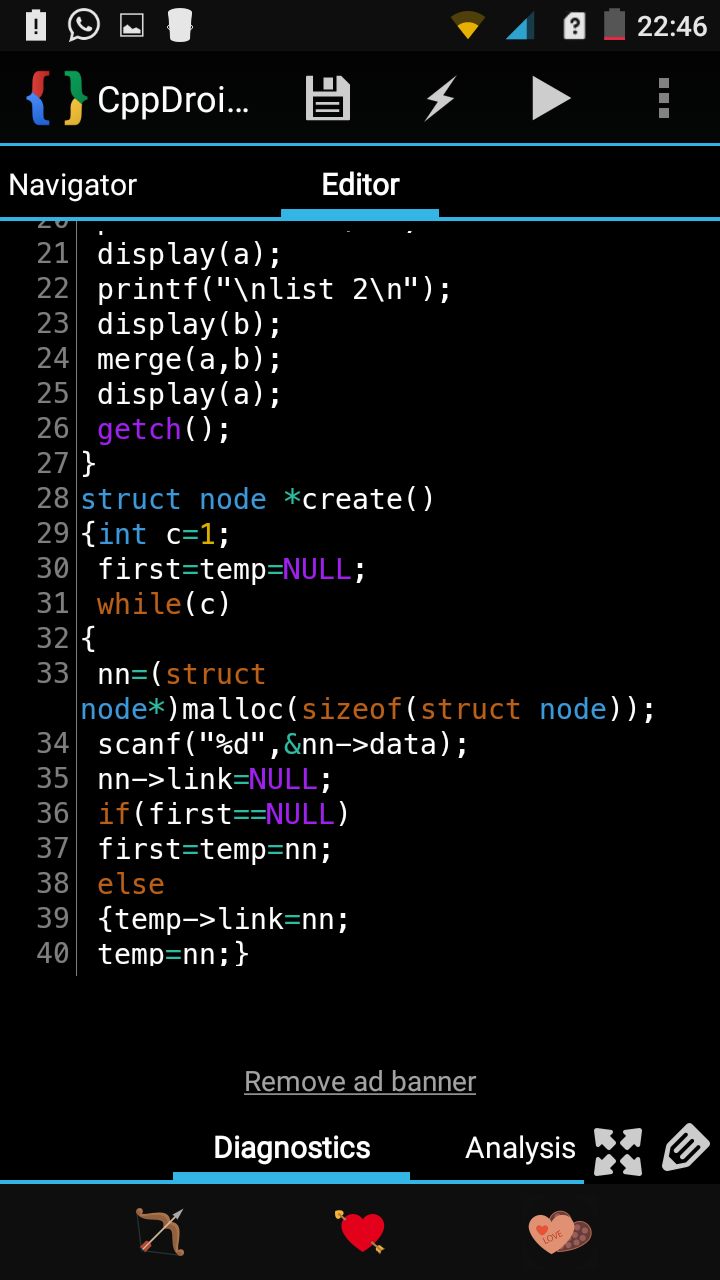 22:46
CppDroi...
Navigator
Editor
21 display(a);
22 printf("\nlist 2\n");
23 display(b);
24 merge(a,b);
25 display(a);
26 getch();
27 }
28 struct node *create()
29 {int c=1;
30 first=temp=NULL;
31 while(c)
32 {
33 nn=(struct
node*)malloc(sizeof(struct node));
34 scanf("%d",&nn->data);
35 nn->link=NULL;
36 if(first==NULL)
37 first=temp=nn;
38 else
39 {temp->link=nn;
40 temp=nn;}
Remove ad banner
Diagnostics
Analysis
LOVE